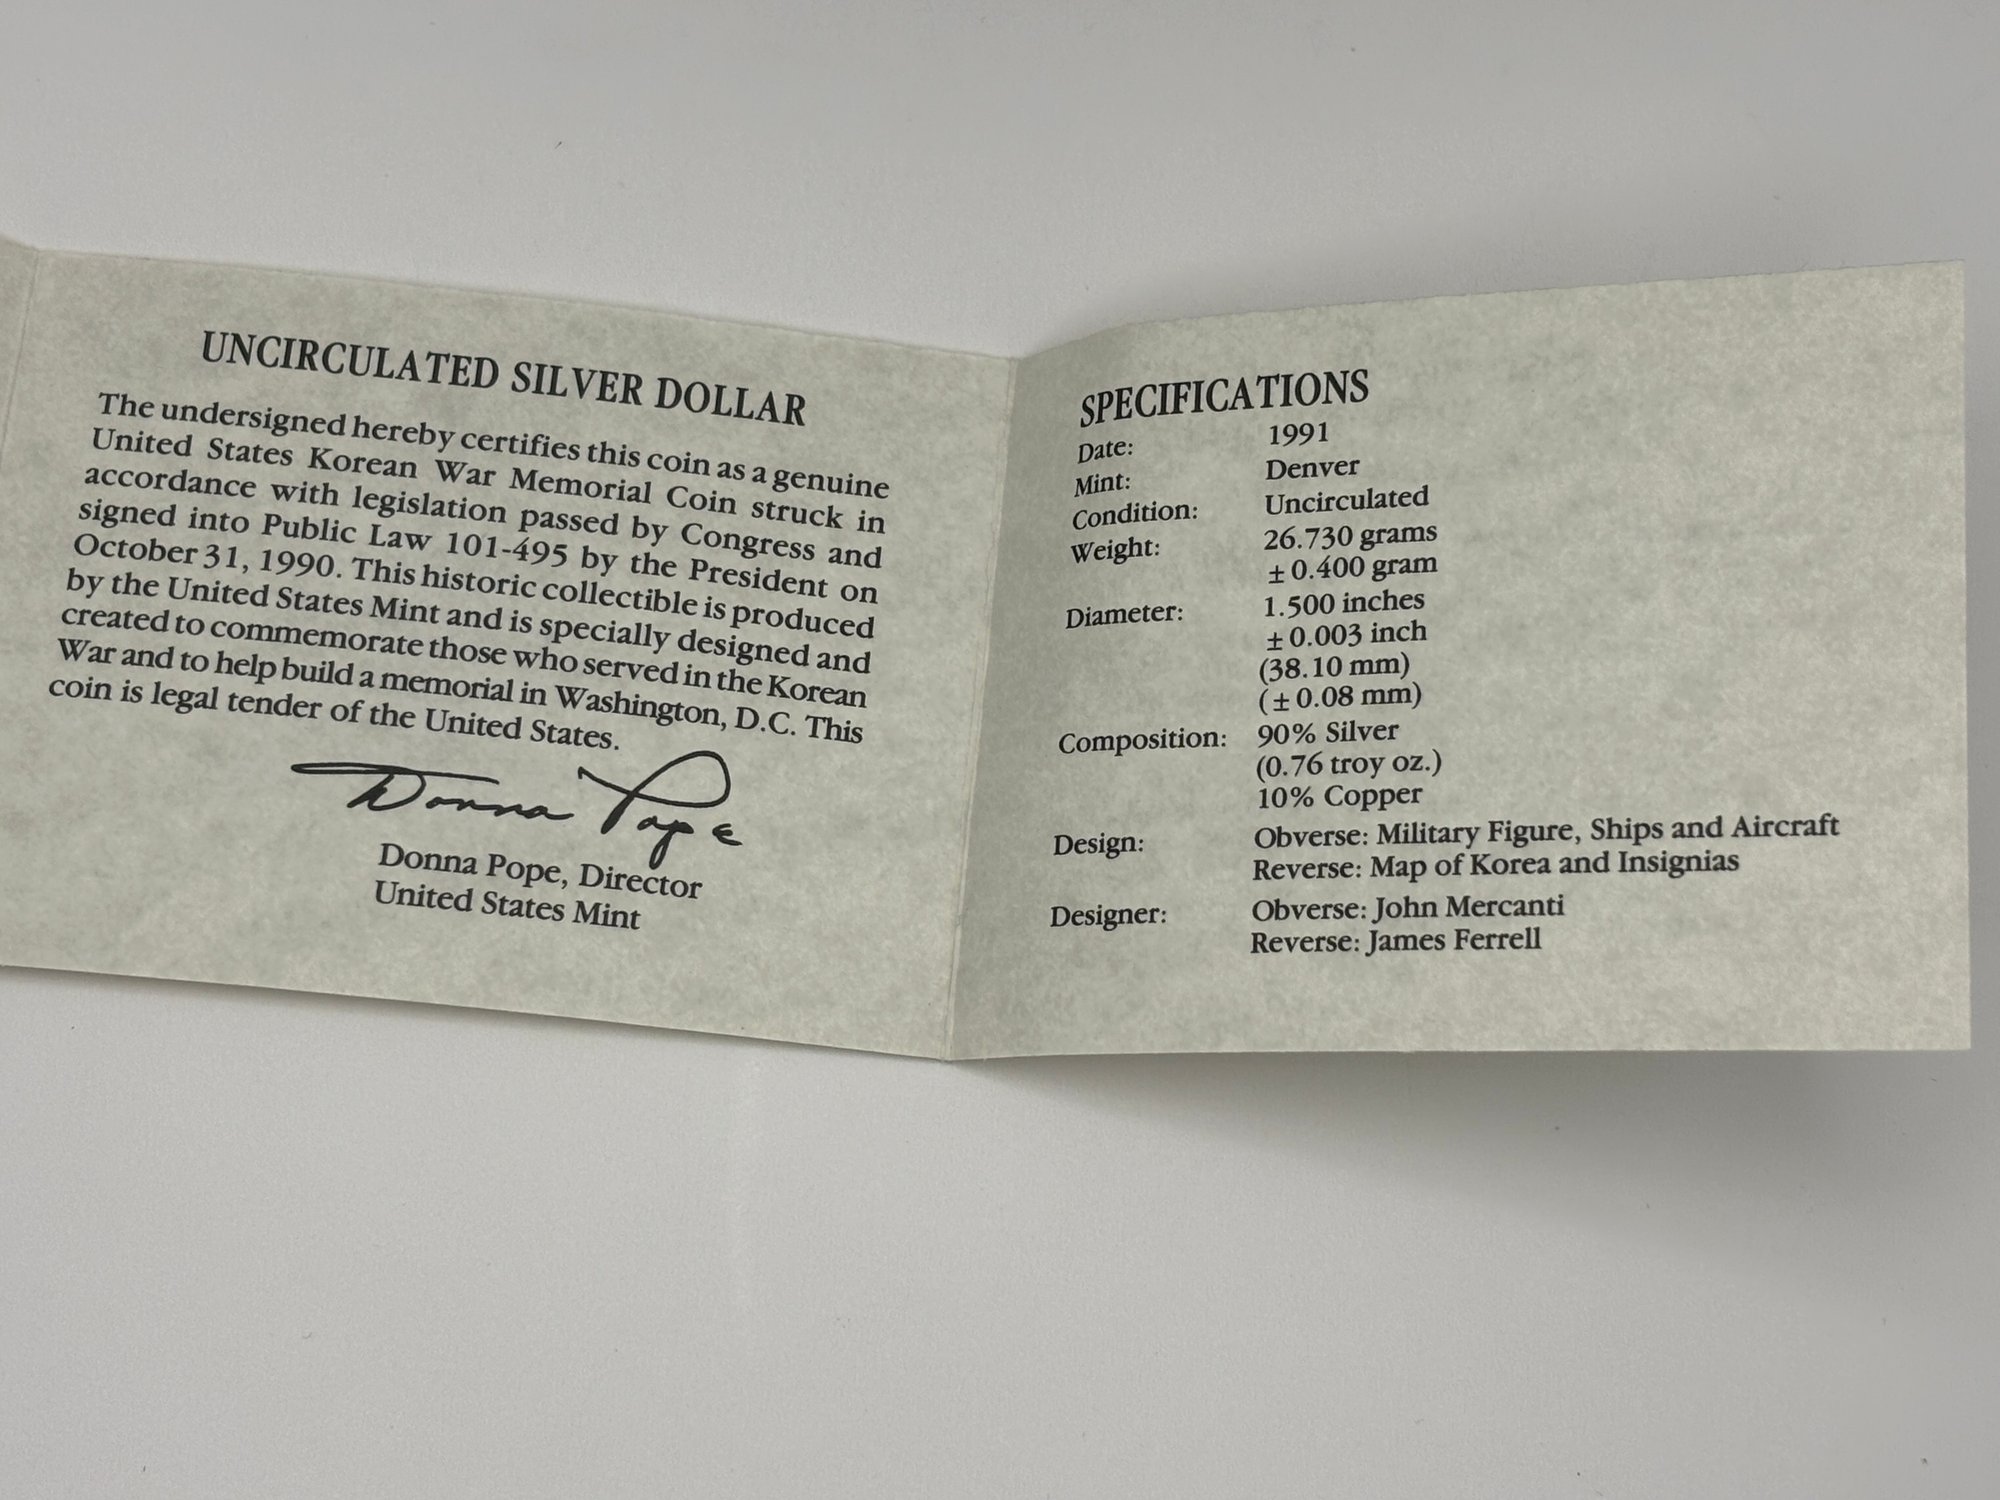 UNCIRCULATED SILVER DOLLAR
The undersigned hereby certifies this coin as a genuine
United States Korean War Memorial Coin struck in
accordance with legislation passed by Congress and
signed into Public Law 101-495 by the President on
October 31, 1990. This historic collectible is produced
by the United States Mint and is specially designed and
created to commemorate those who served in the Korean
War and to help build a memorial in Washington, D.C. This
coin is legal tender of the United States.
Donna Pope
Donna Pope, Director
United States Mint
SPECIFICATIONS
Date: 1991
Mint: Denver
Condition: Uncirculated
Weight: 26.730 grams
± 0.400 gram
Diameter: 1.500 inches
± 0.003 inch
(38.10 mm)
(± 0.08 mm)
Composition: 90% Silver
(0.76 troy oz.)
10% Copper
Design: Obverse: Military Figure, Ships and Aircraft
Reverse: Map of Korea and Insignias
Designer: Obverse: John Mercanti
Reverse: James Ferrell